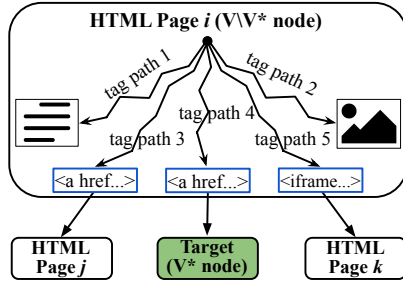 HTML Page i (V\V* node)
tag path 1
tag path 2
tag path 3
tag path 4
tag path 5
<a href...>
<a href...>
<iframe...>
HTML
Page j
Target
(V* node)
HTML
Page k